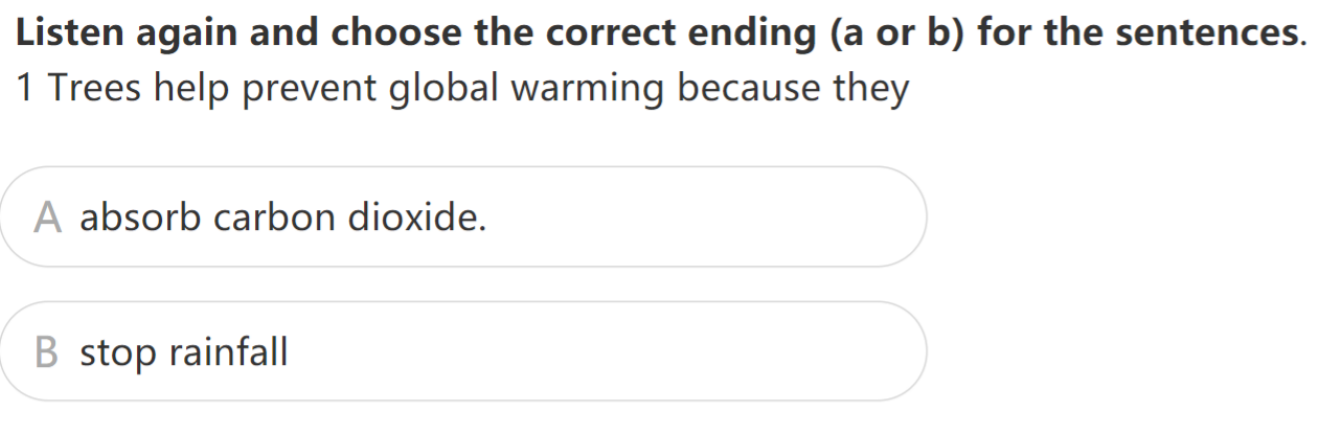 Listen again and choose the correct ending (a or b) for the sentences.
1 Trees help prevent global warming because they
A absorb carbon dioxide.
B stop rainfall